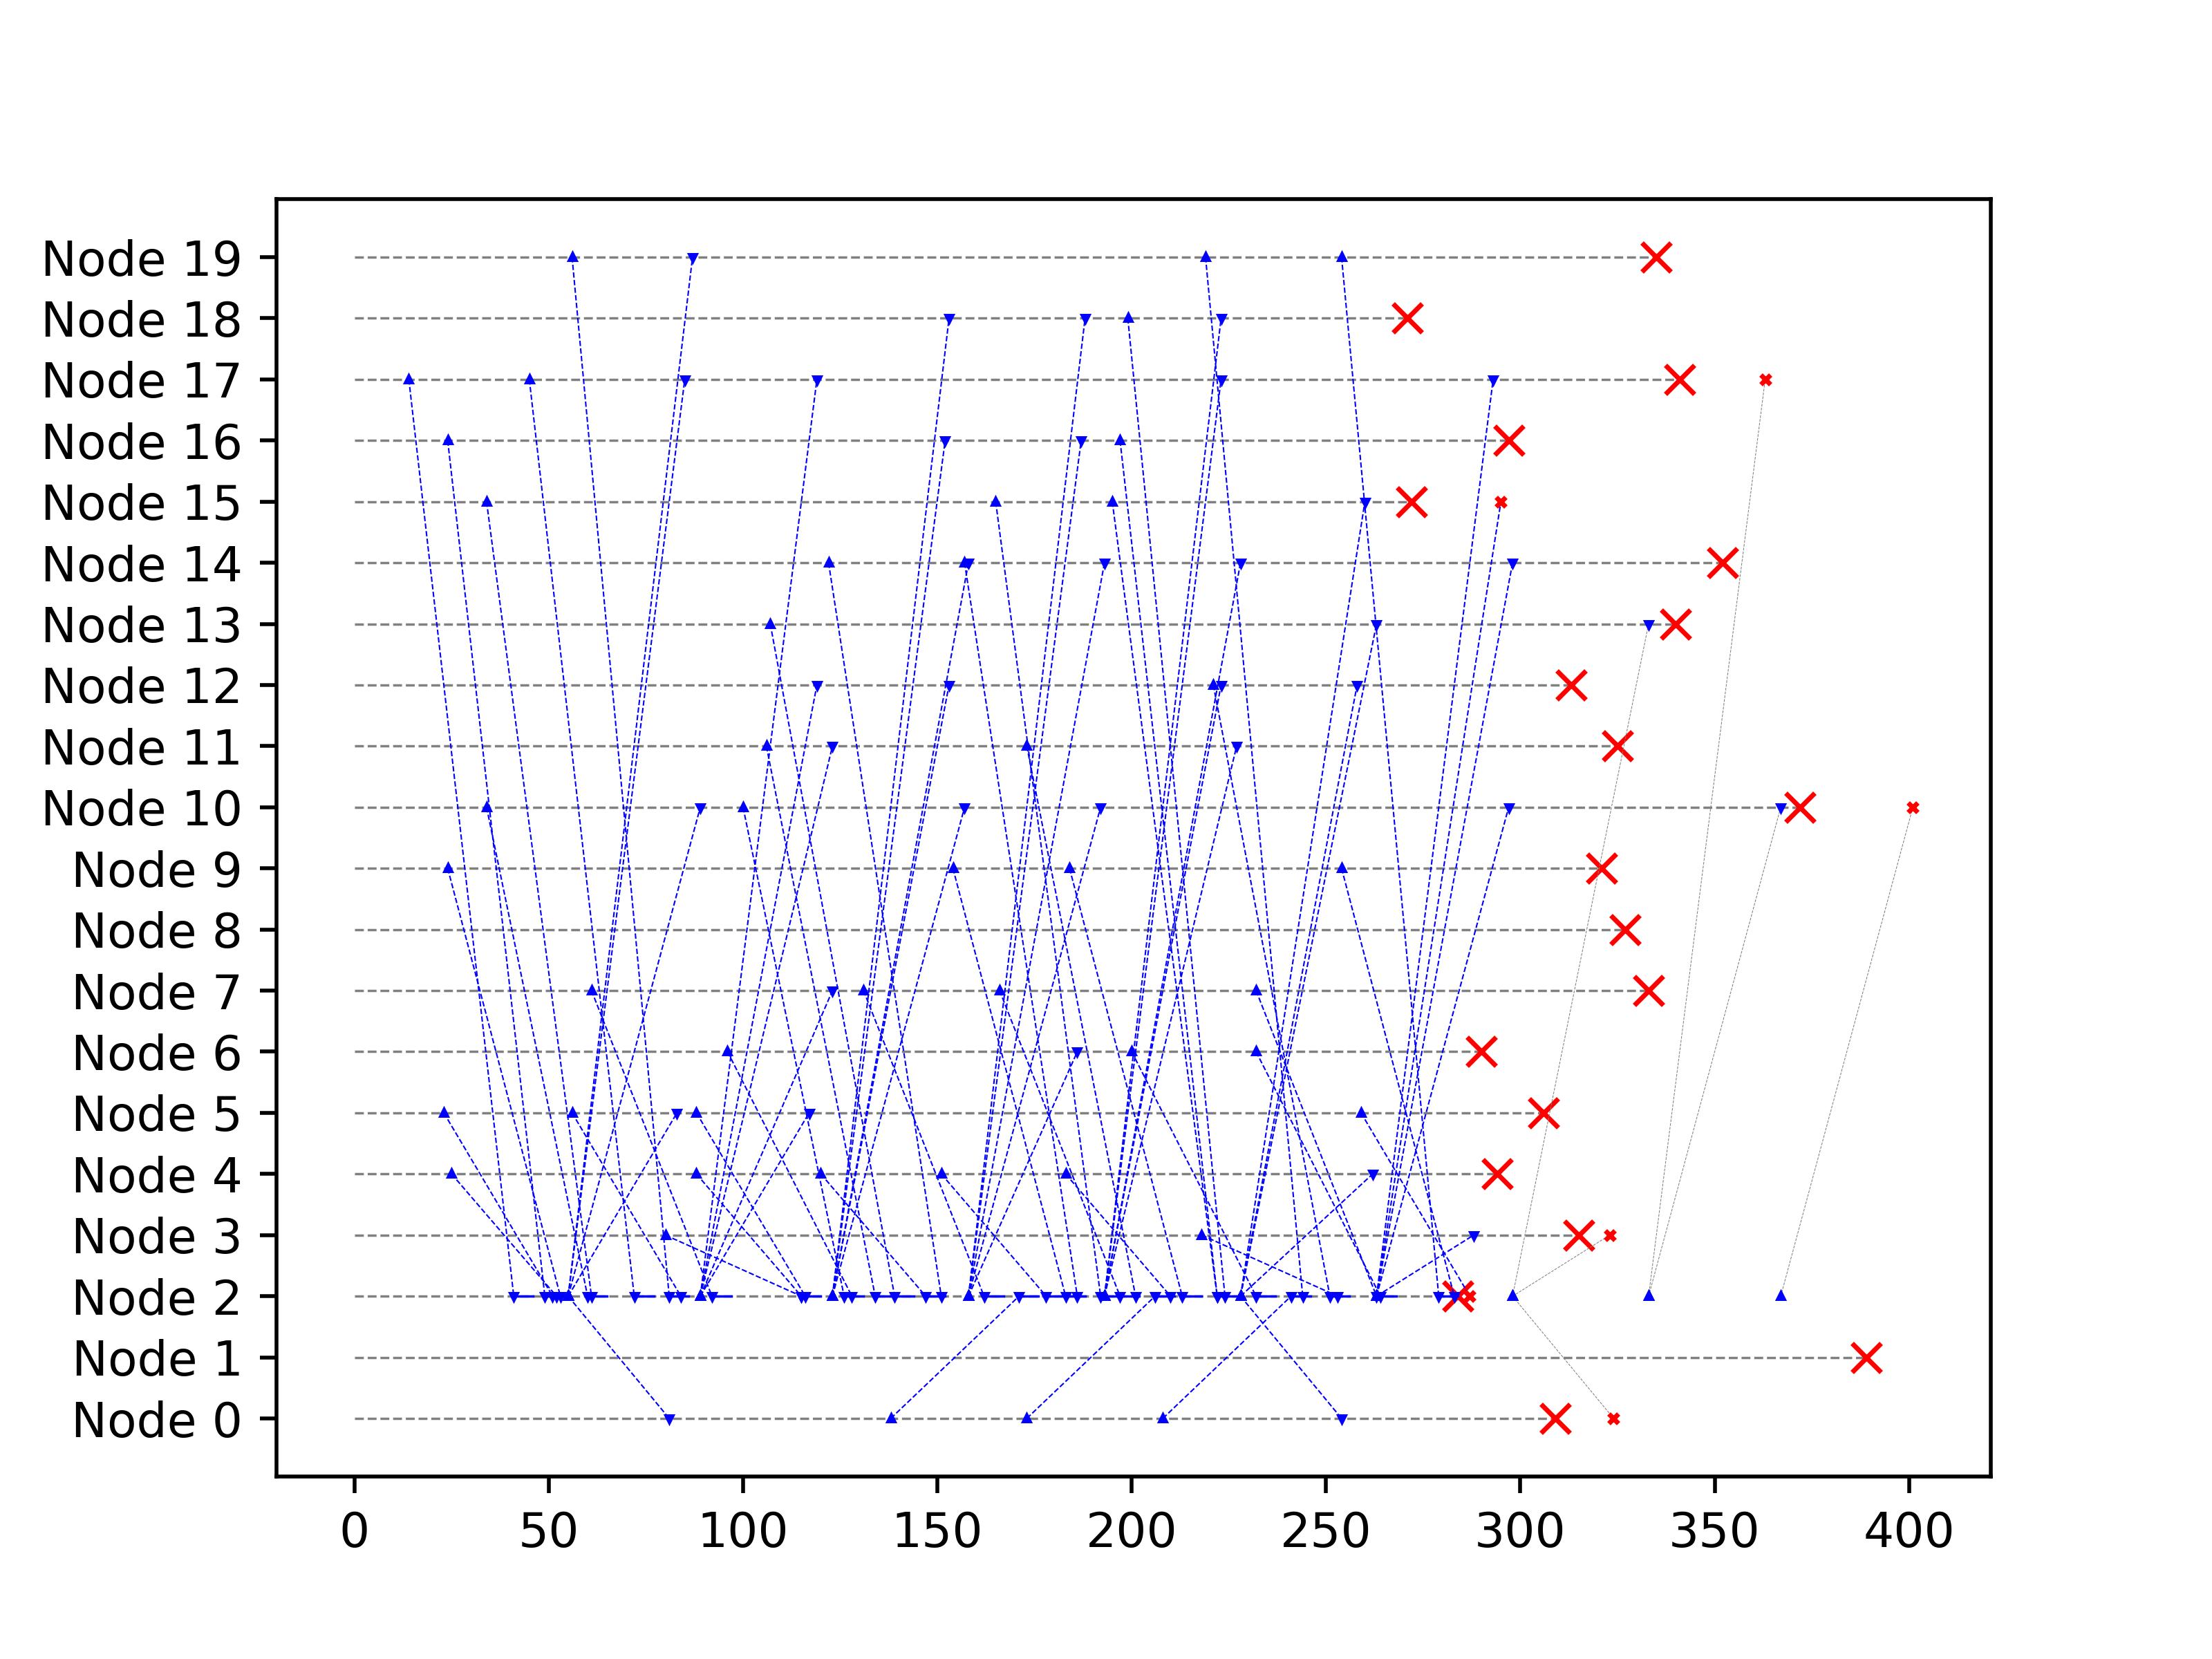 Node 19
Node 18
Node 17
Node 16
Node 15
Node 14
Node 13
Node 12
Node 11
Node 10
Node 9
Node 8
Node 7
Node 6
Node 5
Node 4
Node 3
Node 2
Node 1
Node 0
0 50 100 150 200 250 300 350 400